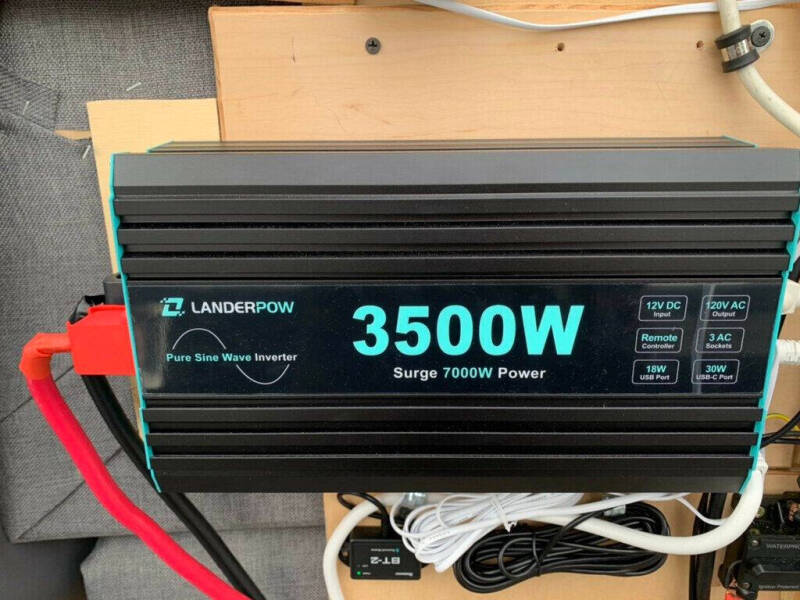 LANDERPOW
Pure Sine Wave Inverter
3500W
Surge 7000W Power
12V DC
Input
120V AC
Output
Remote
Controller
3 AC
Sockets
18W
USB Port
30W
USB-C Port
BT-2
WATERPRO